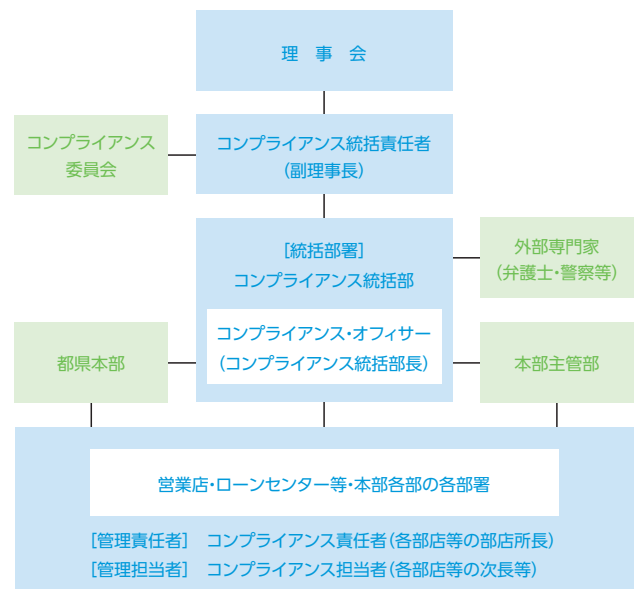 理 事 会
コンプライアンス
委員会
コンプライアンス統括責任者
(副理事長)
[統括部署]
コンプライアンス統括部
外部専門家
(弁護士・警察等)
コンプライアンス・オフィサー
(コンプライアンス統括部長)
都県本部
本部主管部
営業店・ローンセンター等・本部各部の各部署
[管理責任者] コンプライアンス責任者(各部店等の部店所長)
[管理担当者] コンプライアンス担当者(各部店等の次長等)